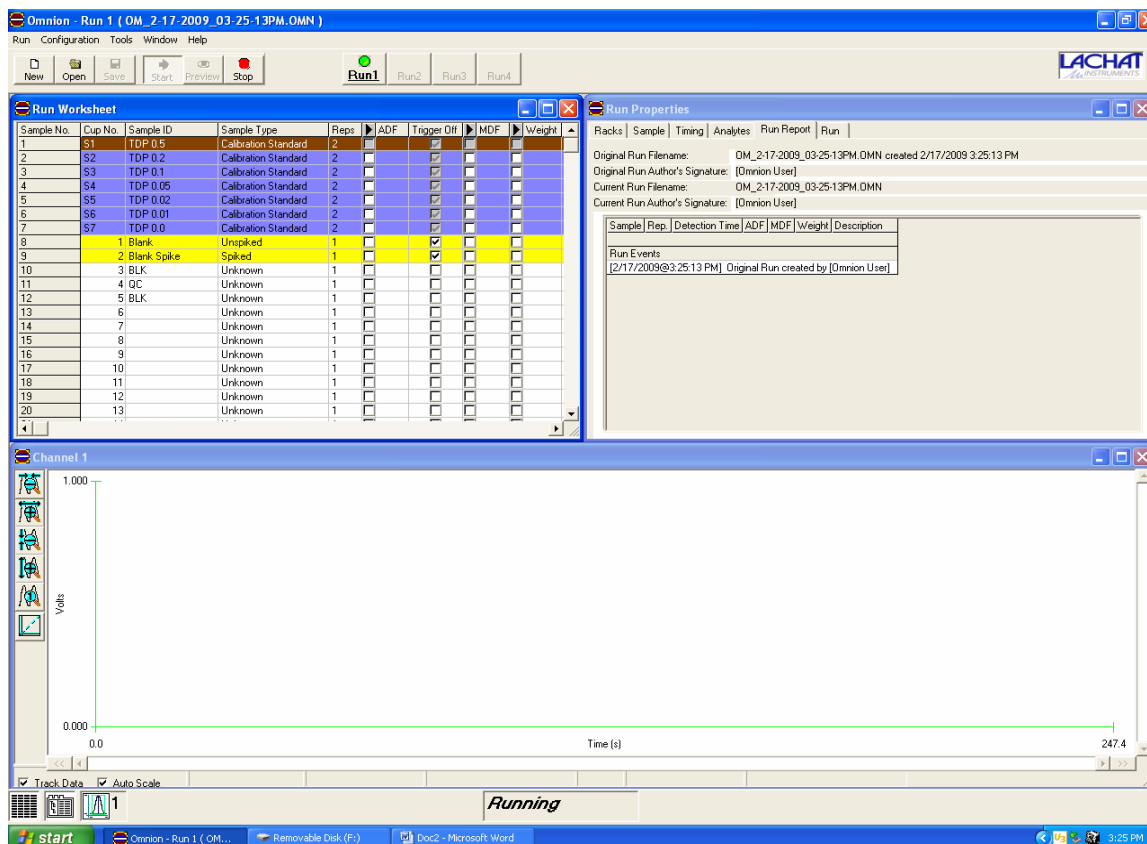 Omnion - Run 1 ( OM_2-17-2009_03-25-13PM.OMN )
Run Configuration Tools Window Help
New Open Save Start Preview Stop Run1 Run2 Run3 Run4
LACHAT
INSTRUMENTS
Run Worksheet
Sample No. Cup No. Sample ID Sample Type Reps ADF Trigger Off MDF Weight
1 S1 TDP 0.5 Calibration Standard 2
2 S2 TDP 0.2 Calibration Standard 2
3 S3 TDP 0.1 Calibration Standard 2
4 S4 TDP 0.05 Calibration Standard 2
5 S5 TDP 0.02 Calibration Standard 2
6 S6 TDP 0.01 Calibration Standard 2
7 S7 TDP 0.0 Calibration Standard 2
8 1 Blank Unspiked 1
9 2 Blank Spike Spiked 1
10 3 BLK Unknown 1
11 4 QC Unknown 1
12 5 BLK Unknown 1
13 6 Unknown 1
14 7 Unknown 1
15 8 Unknown 1
16 9 Unknown 1
17 10 Unknown 1
18 11 Unknown 1
19 12 Unknown 1
20 13 Unknown 1
Run Properties
Racks Sample Timing Analytes Run Report Run
Original Run Filename: OM_2-17-2009_03-25-13PM.OMN created 2/17/2009 3:25:13 PM
Original Run Author's Signature: [Omnion User]
Current Run Filename: OM_2-17-2009_03-25-13PM.OMN
Current Run Author's Signature: [Omnion User]
Sample Rep. Detection Time ADF MDF Weight Description
Run Events
[2/17/2009@3:25:13 PM] Original Run created by [Omnion User]
Channel 1
1.000
Volts
0.000
0.0 Time (s) 247.4
Track Data Auto Scale
1 Running
start Omnion - Run 1 ( OM... Removable Disk (F:) Doc2 - Microsoft Word 3:25 PM